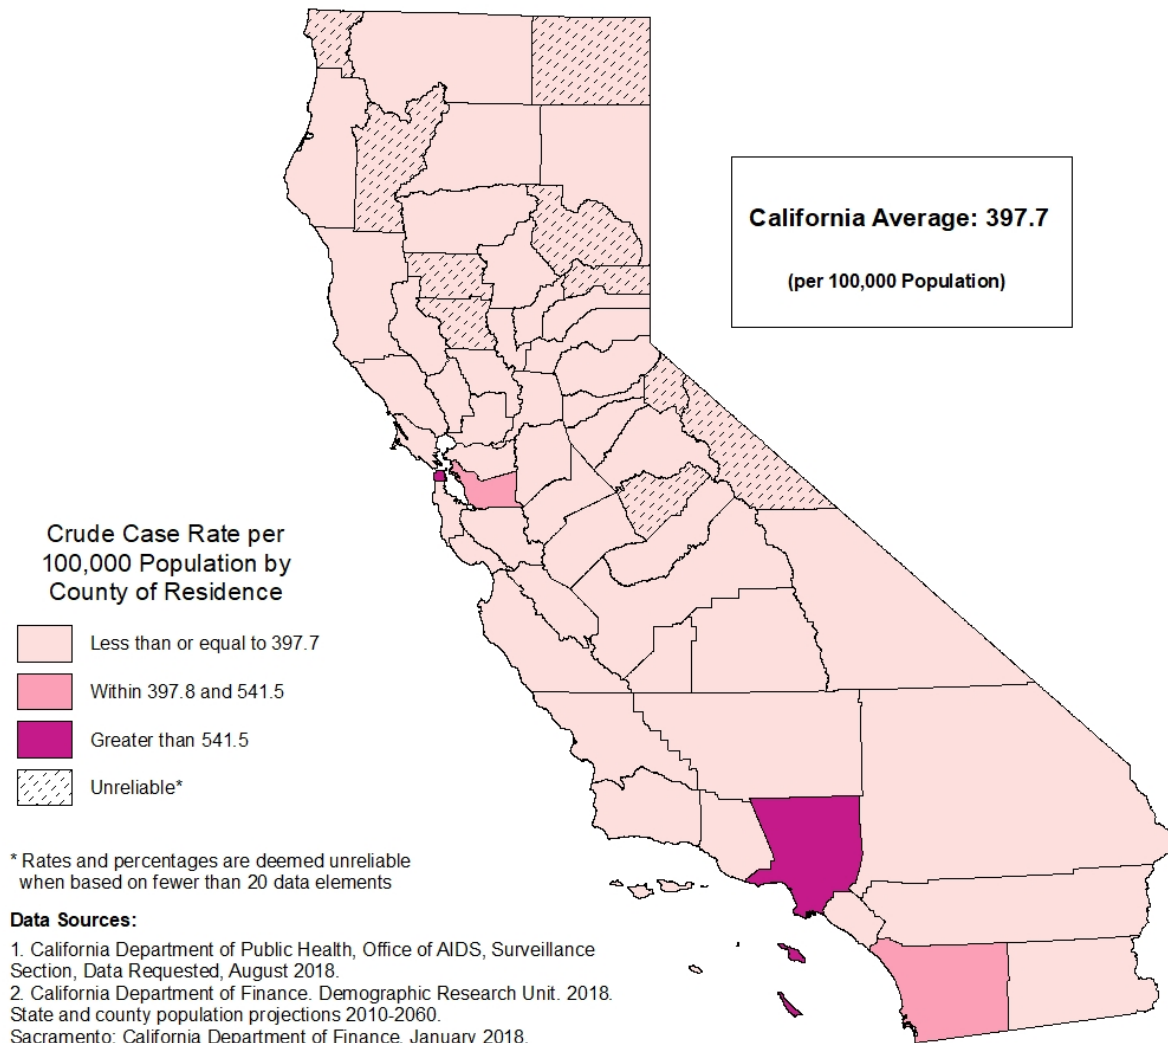 California Average: 397.7
(per 100,000 Population)
Crude Case Rate per
100,000 Population by
County of Residence
Less than or equal to 397.7
Within 397.8 and 541.5
Greater than 541.5
Unreliable*
* Rates and percentages are deemed unreliable
when based on fewer than 20 data elements
Data Sources:
1. California Department of Public Health, Office of AIDS, Surveillance
Section, Data Requested, August 2018.
2. California Department of Finance. Demographic Research Unit. 2018.
State and county population projections 2010-2060.
Sacramento: California Department of Finance. January 2018.